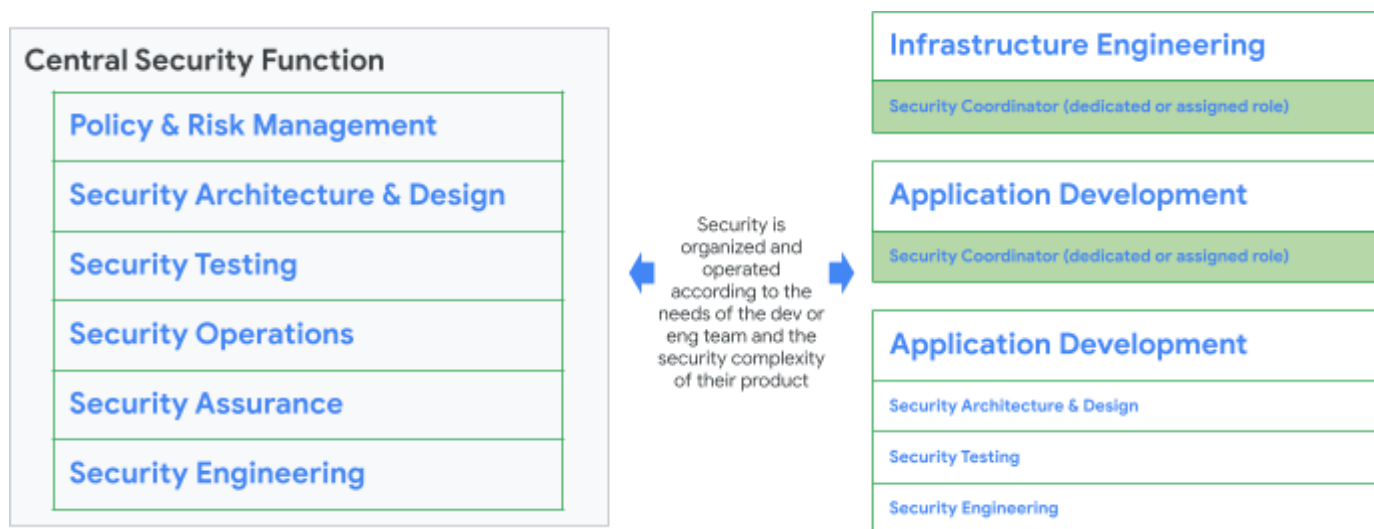 Central Security Function
Policy & Risk Management
Security Architecture & Design
Security Testing
Security Operations
Security Assurance
Security Engineering
Security is
organized and
operated
according to the
needs of the dev or
eng team and the
security complexity
of their product
Infrastructure Engineering
Security Coordinator (dedicated or assigned role)
Application Development
Security Coordinator (dedicated or assigned role)
Application Development
Security Architecture & Design
Security Testing
Security Engineering